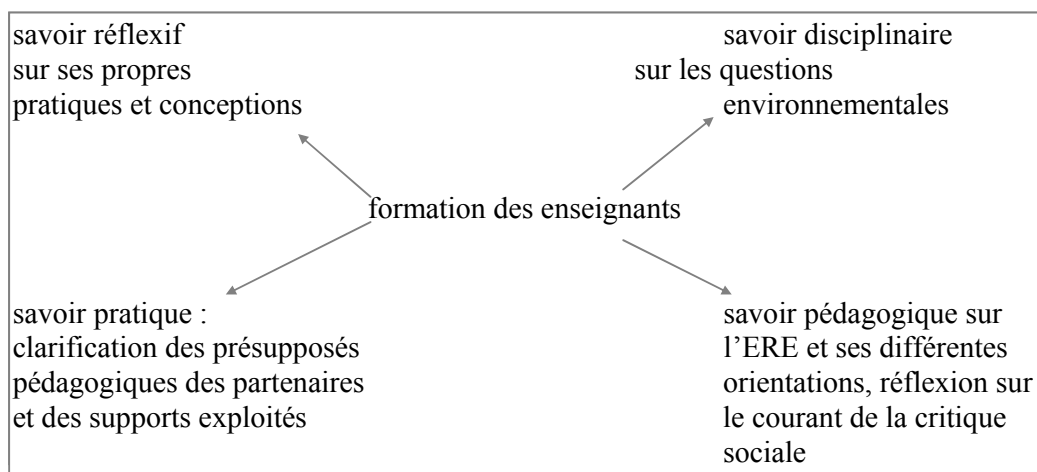 savoir réflexif
sur ses propres
pratiques et conceptions
savoir disciplinaire
sur les questions
environnementales
formation des enseignants
savoir pratique :
clarification des présupposés
pédagogiques des partenaires
et des supports exploités
savoir pédagogique sur
l’ERE et ses différentes
orientations, réflexion sur
le courant de la critique
sociale